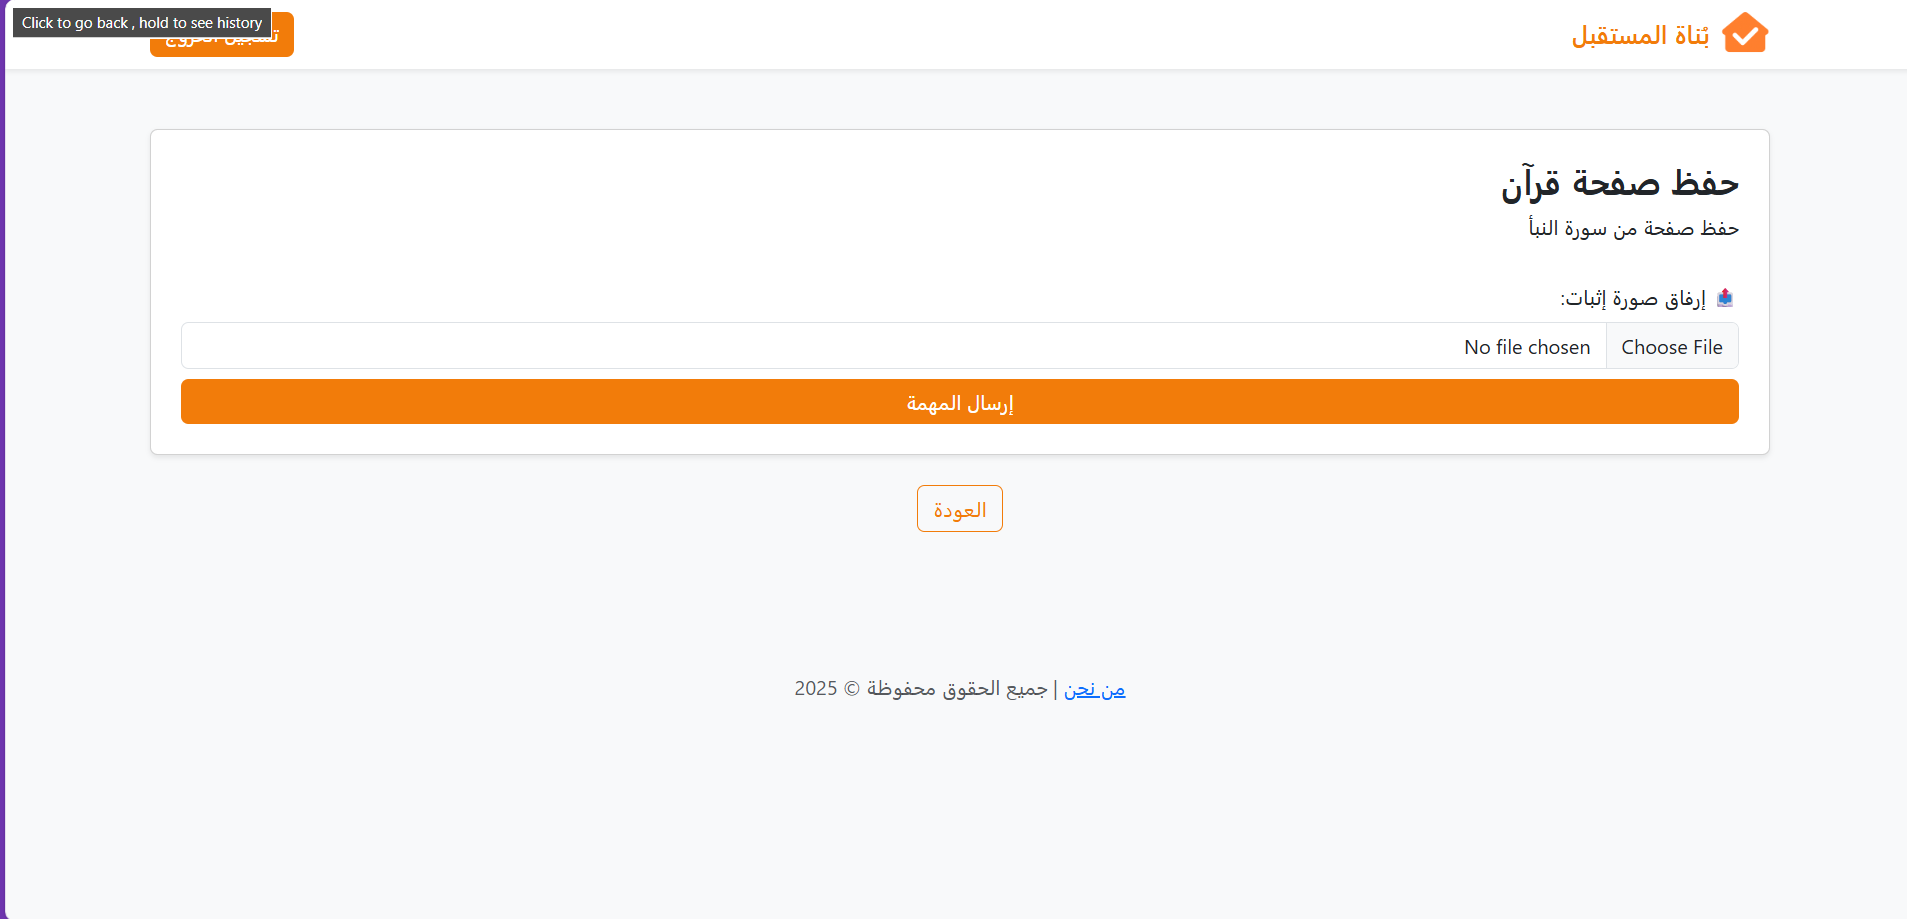 Click to go back , hold to see history
بُناة المستقبل
حفظ صفحة قرآن
حفظ صفحة من سورة النبأ
📤 إرفاق صورة إثبات:
Choose File No file chosen
إرسال المهمة
العودة
من نحن | جميع الحقوق محفوظة © 2025